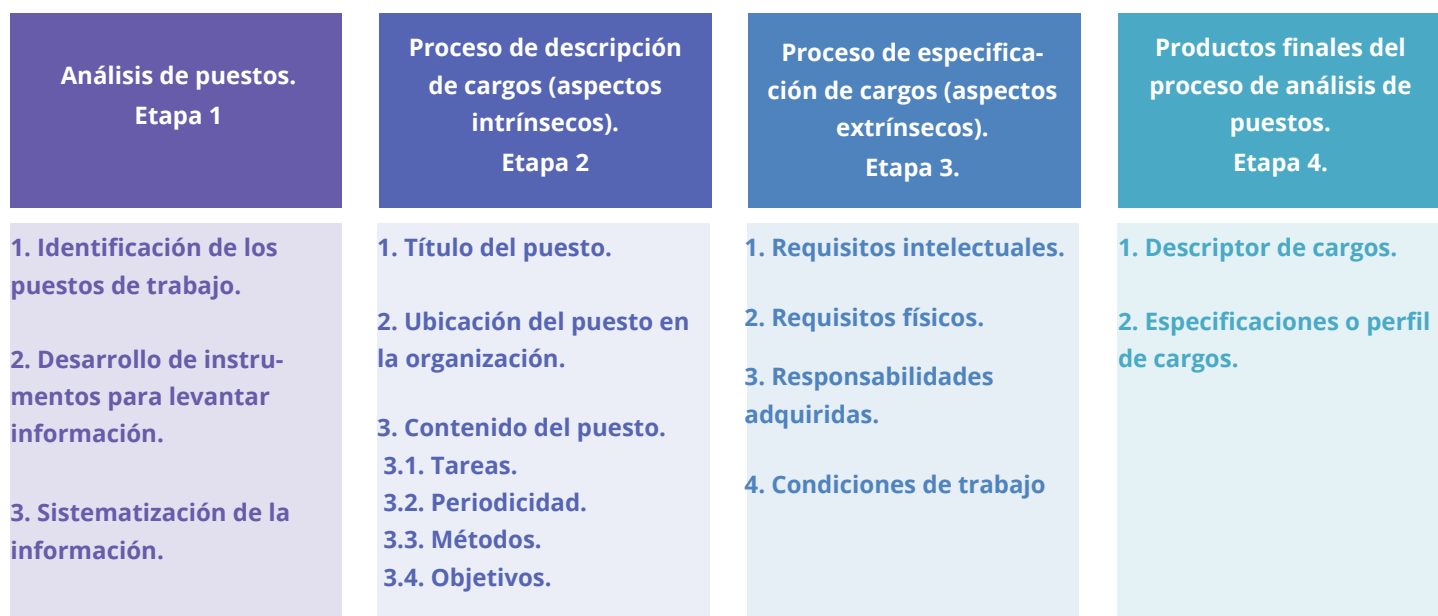 Análisis de puestos.
Etapa 1
1. Identificación de los
puestos de trabajo.
2. Desarrollo de instru-
mentos para levantar
información.
3. Sistematización de la
información.
Proceso de descripción
de cargos (aspectos
intrínsecos).
Etapa 2
1. Título del puesto.
2. Ubicación del puesto en
la organización.
3. Contenido del puesto.
3.1. Tareas.
3.2. Periodicidad.
3.3. Métodos.
3.4. Objetivos.
Proceso de especifica-
ción de cargos (aspectos
extrínsecos).
Etapa 3.
1. Requisitos intelectuales.
2. Requisitos físicos.
3. Responsabilidades
adquiridas.
4. Condiciones de trabajo
Productos finales del
proceso de análisis de
puestos.
Etapa 4.
1. Descriptor de cargos.
2. Especificaciones o perfil
de cargos.